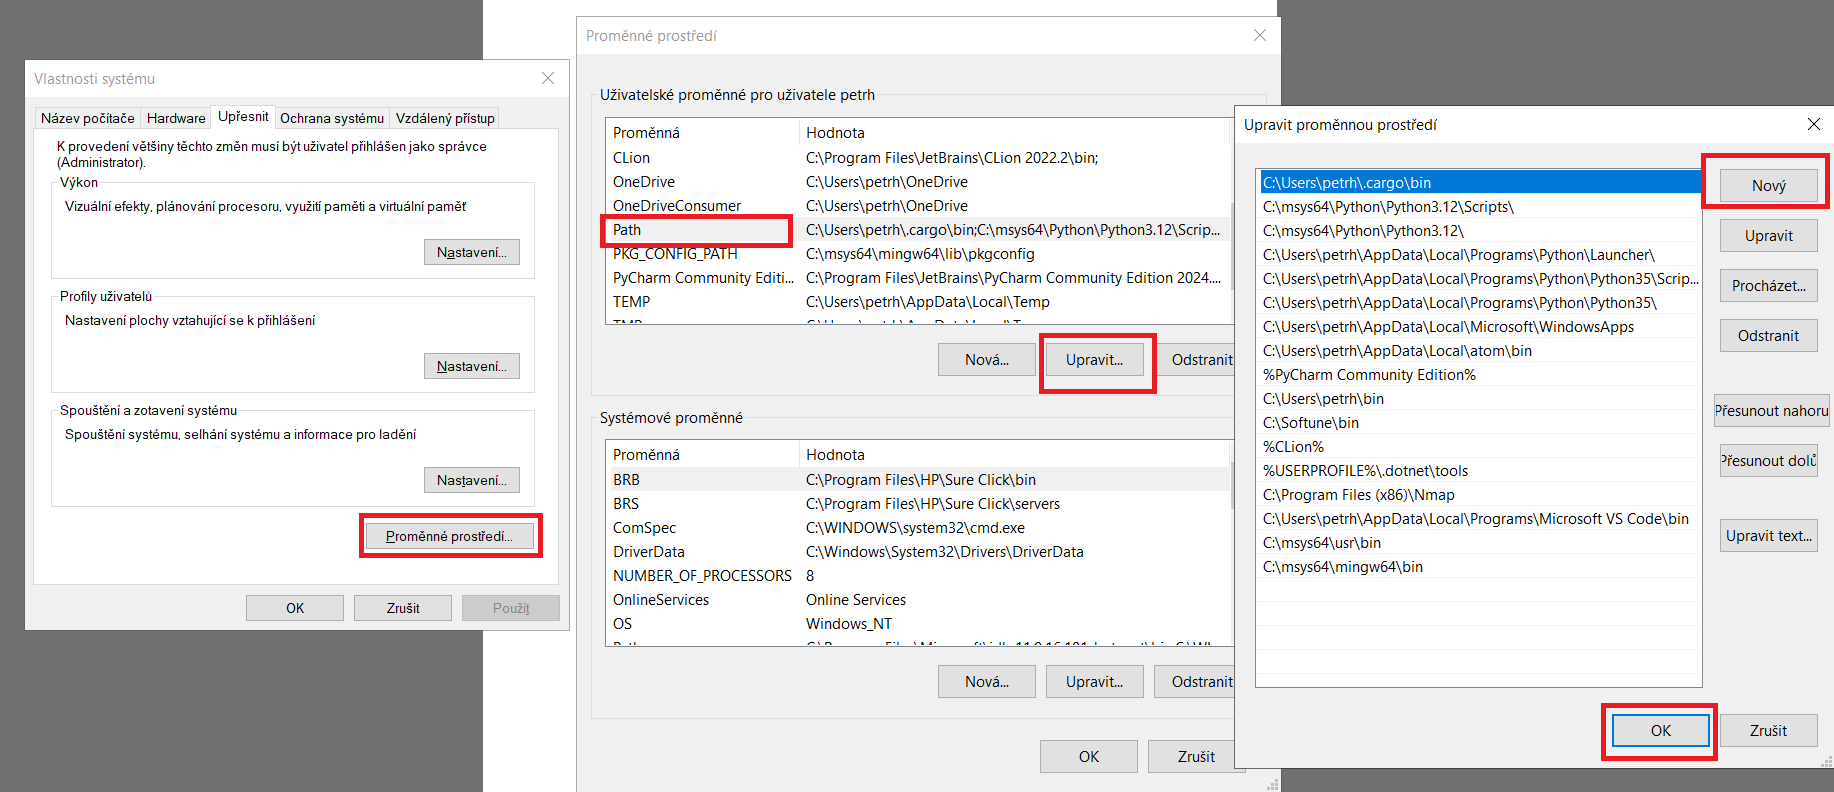 Vlastnosti systému
Název počítače
Hardware
Upřesnit
Ochrana systému
Vzdálený přístup
K provedení většiny těchto změn musí být uživatel přihlášen jako správce
(Administrator).
Výkon
Vizuální efekty, plánování procesoru, využití paměti a virtuální paměť
Nastavení...
Profily uživatelů
Nastavení plochy vztahující se k přihlášení
Nastavení...
Spouštění a zotavení systému
Spouštění systému, selhání systému a informace pro ladění
Nastavení...
Proměnné prostředí...
OK
Zrušit
Použít
Proměnné prostředí
Uživatelské proměnné pro uživatele petrh
Proměnná Hodnota
CLion C:\Program Files\JetBrains\CLion 2022.2\bin;
OneDrive C:\Users\petrh\OneDrive
OneDriveConsumer C:\Users\petrh\OneDrive
Path C:\Users\petrh\.cargo\bin;C:\msys64\Python\Python3.12\Scrip...
PKG_CONFIG_PATH C:\msys64\mingw64\lib\pkgconfig
PyCharm Community Editi... C:\Program Files\JetBrains\PyCharm Community Edition 2024....
TEMP C:\Users\petrh\AppData\Local\Temp
Nová...
Upravit...
Odstranit
Systémové proměnné
Proměnná Hodnota
BRB C:\Program Files\HP\Sure Click\bin
BRS C:\Program Files\HP\Sure Click\servers
ComSpec C:\WINDOWS\system32\cmd.exe
DriverData C:\Windows\System32\Drivers\DriverData
NUMBER_OF_PROCESSORS 8
OnlineServices Online Services
OS Windows_NT
Nová...
Upravit...
Odstranit
OK
Zrušit
Upravit proměnnou prostředí
C:\Users\petrh\.cargo\bin
C:\msys64\Python\Python3.12\Scripts\
C:\msys64\Python\Python3.12\
C:\Users\petrh\AppData\Local\Programs\Python\Launcher\
C:\Users\petrh\AppData\Local\Programs\Python\Python35\Scrip...
C:\Users\petrh\AppData\Local\Programs\Python\Python35\
C:\Users\petrh\AppData\Local\Microsoft\WindowsApps
C:\Users\petrh\AppData\Local\atom\bin
%PyCharm Community Edition%
C:\Users\petrh\bin
C:\Softune\bin
%CLion%
%USERPROFILE%\.dotnet\tools
C:\Program Files (x86)\Nmap
C:\Users\petrh\AppData\Local\Programs\Microsoft VS Code\bin
C:\msys64\usr\bin
C:\msys64\mingw64\bin
Nový
Upravit
Procházet...
Odstranit
Přesunout nahoru
Přesunout dolů
Upravit text...
OK
Zrušit